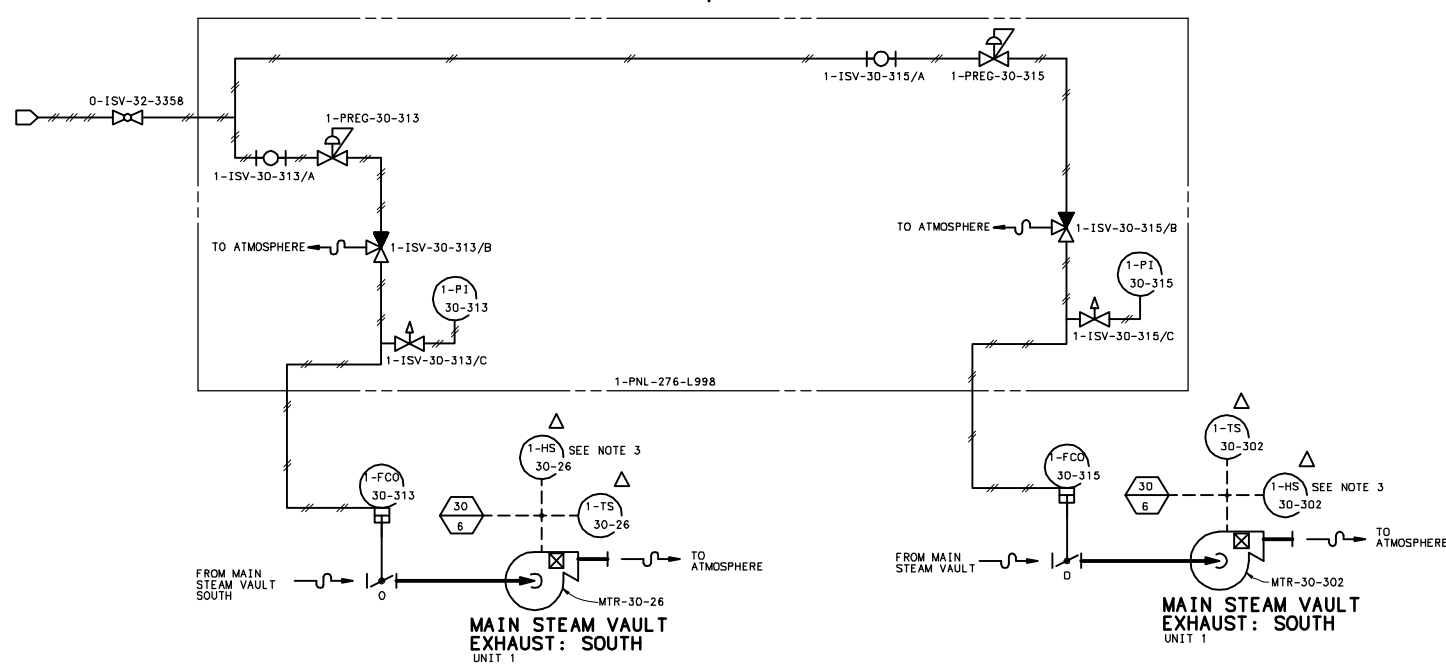 1-ISV-30-315/A
1-PREG-30-315
0-ISV-32-3358
1-PREG-30-313
1-ISV-30-313/A
TO ATMOSPHERE
1-ISV-30-313/B
TO ATMOSPHERE
1-ISV-30-315/B
1-PI
30-313
1-PI
30-315
1-ISV-30-313/C
1-ISV-30-315/C
1-PNL-276-L998
1-HS
30-26
SEE NOTE 3
1-TS
30-302
1-FCO
30-313
30
6
1-TS
30-26
1-FCO
30-315
30
6
1-HS
30-302
SEE NOTE 3
FROM MAIN
STEAM VAULT
SOUTH
O
TO
ATMOSPHERE
MTR-30-26
MAIN STEAM VAULT
EXHAUST: SOUTH
UNIT 1
FROM MAIN
STEAM VAULT
TO
ATMOSPHERE
MTR-30-302
MAIN STEAM VAULT
EXHAUST: SOUTH
UNIT 1